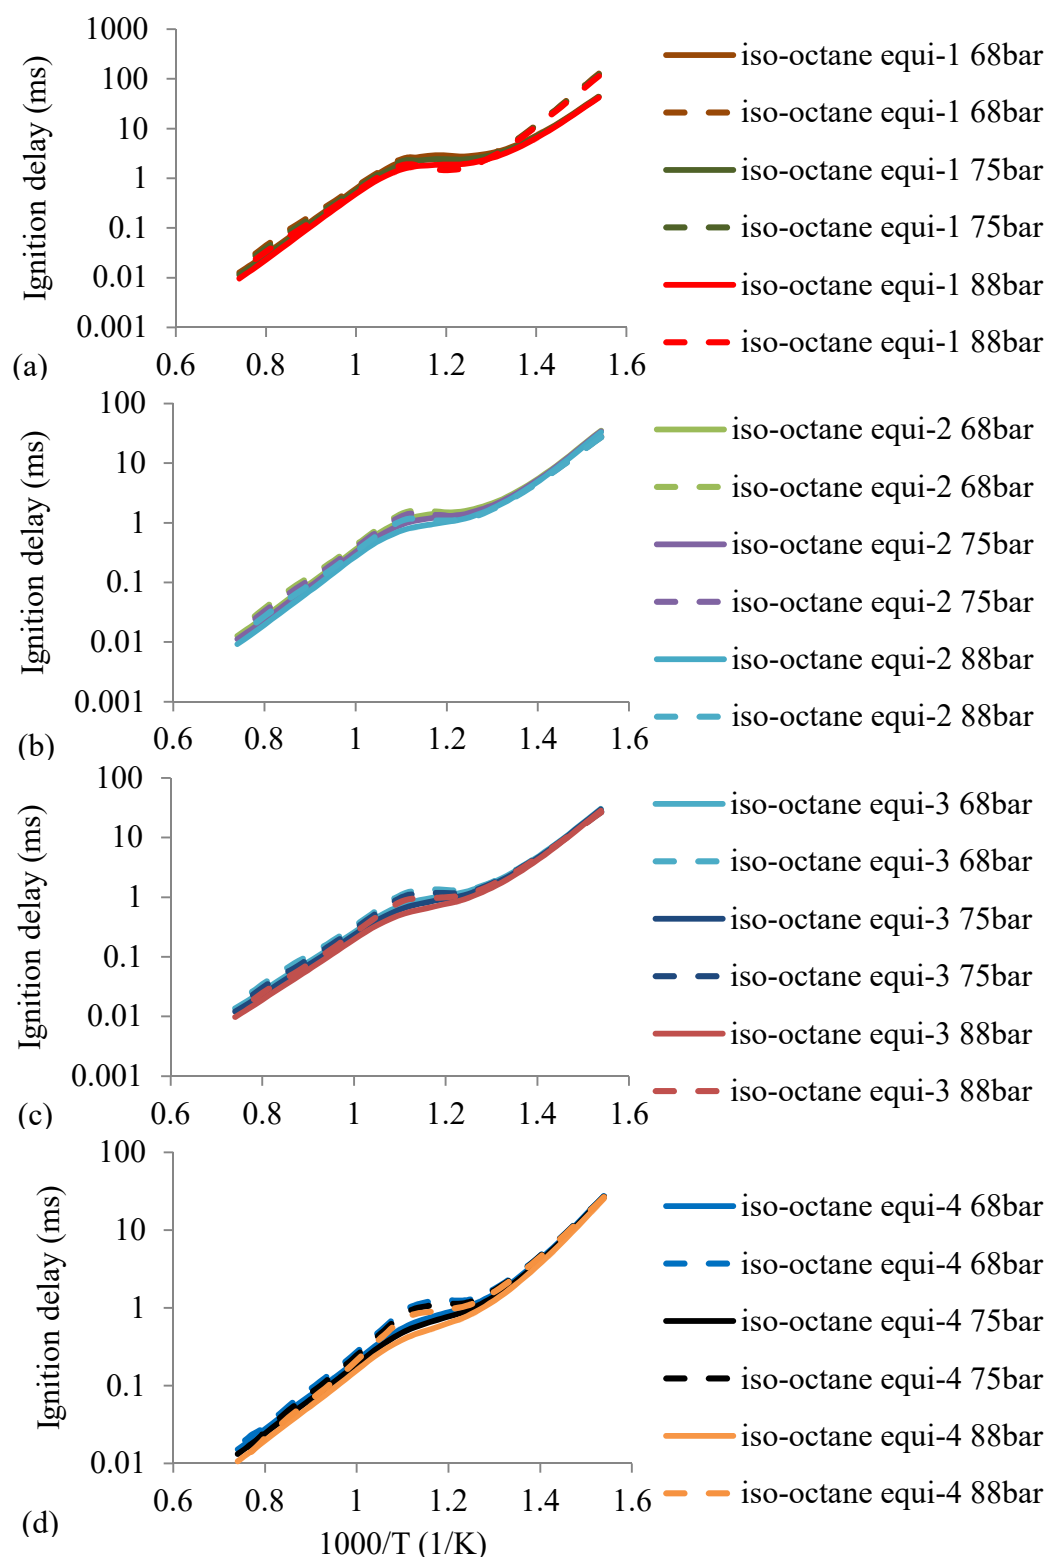 Ignition delay (ms)
1000
100
10
1
0.1
0.01
0.001
0.6 0.8 1 1.2 1.4 1.6
(a)
iso-octane equi-1 68bar
iso-octane equi-1 68bar
iso-octane equi-1 75bar
iso-octane equi-1 75bar
iso-octane equi-1 88bar
iso-octane equi-1 88bar
Ignition delay (ms)
100
10
1
0.1
0.01
0.001
0.6 0.8 1 1.2 1.4 1.6
(b)
iso-octane equi-2 68bar
iso-octane equi-2 68bar
iso-octane equi-2 75bar
iso-octane equi-2 75bar
iso-octane equi-2 88bar
iso-octane equi-2 88bar
Ignition delay (ms)
100
10
1
0.1
0.01
0.001
0.6 0.8 1 1.2 1.4 1.6
(c)
iso-octane equi-3 68bar
iso-octane equi-3 68bar
iso-octane equi-3 75bar
iso-octane equi-3 75bar
iso-octane equi-3 88bar
iso-octane equi-3 88bar
Ignition delay (ms)
100
10
1
0.1
0.01
0.6 0.8 1 1.2 1.4 1.6
(d)
1000/T (1/K)
iso-octane equi-4 68bar
iso-octane equi-4 68bar
iso-octane equi-4 75bar
iso-octane equi-4 75bar
iso-octane equi-4 88bar
iso-octane equi-4 88bar